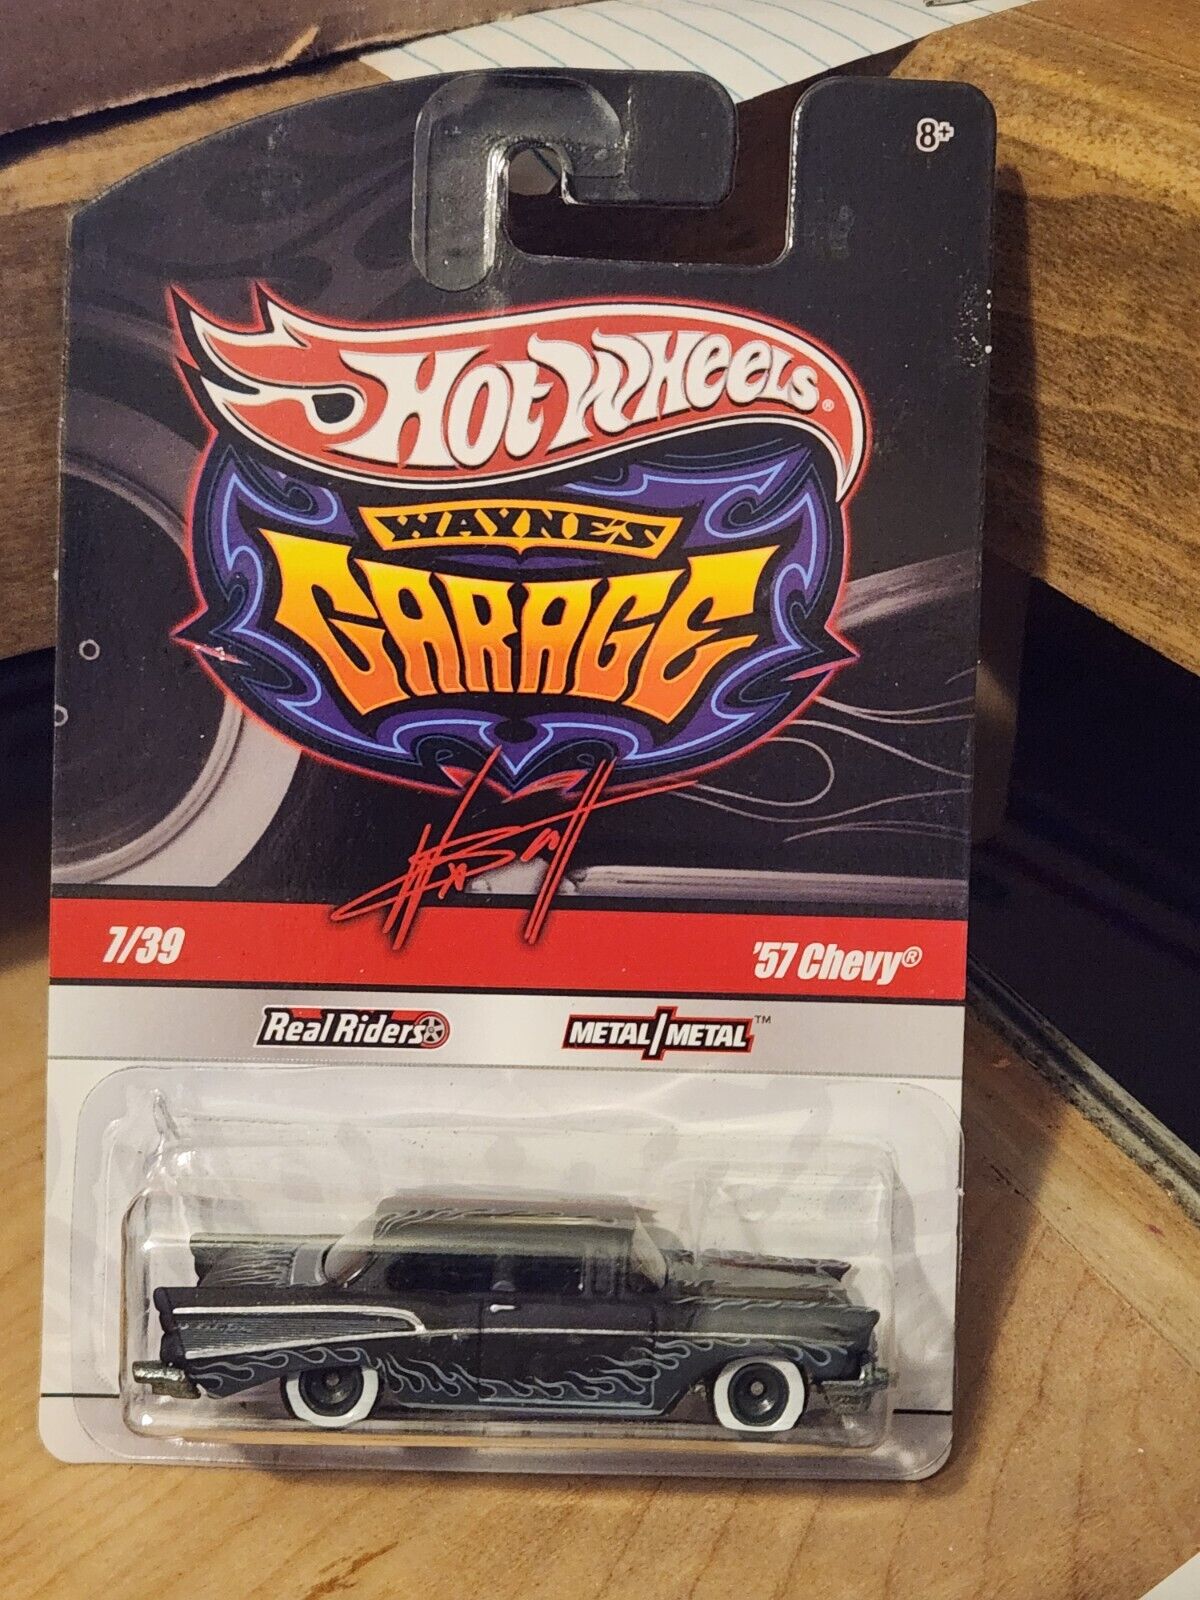 8+
Hot Wheels®
WAYNE'S
GARAGE
7/39
'57 Chevy®
Real Riders
METAL/METAL™